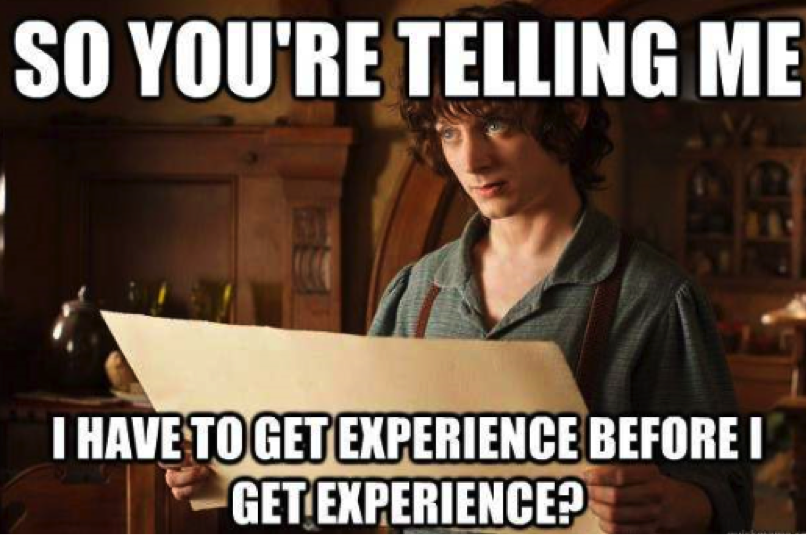 SO YOU'RE TELLING ME
I HAVE TO GET EXPERIENCE BEFORE I
GET EXPERIENCE?